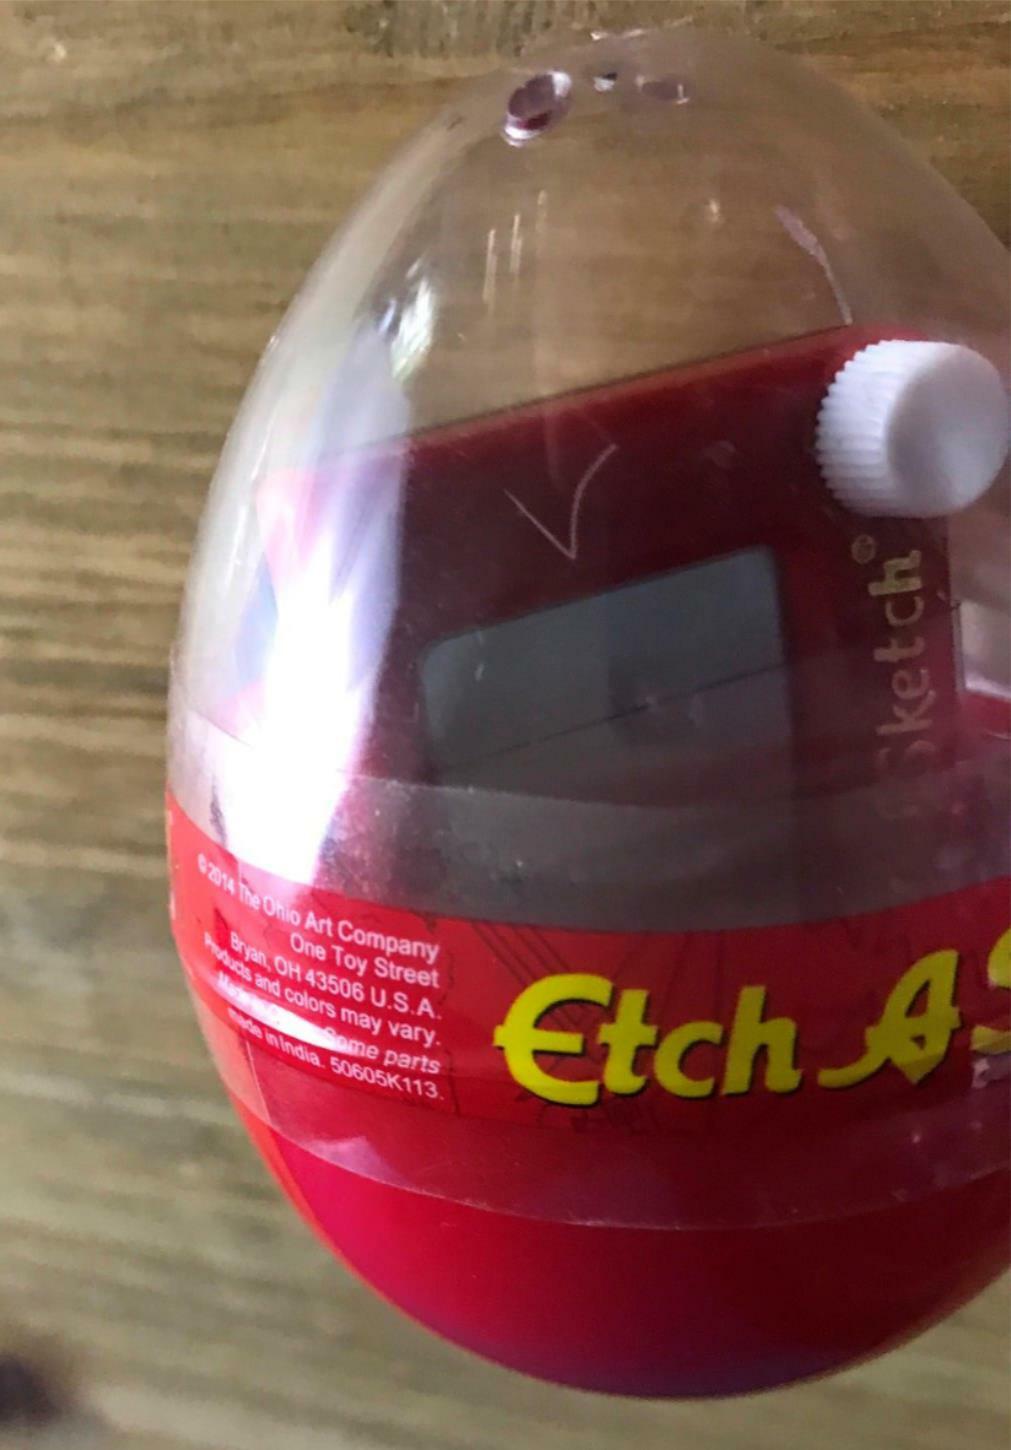 Sketch®
© 2014 The Ohio Art Company
One Toy Street
Bryan, OH 43506 U.S.A.
Products and colors may vary.
Some parts
made in India. 50605K113.
Etch A S